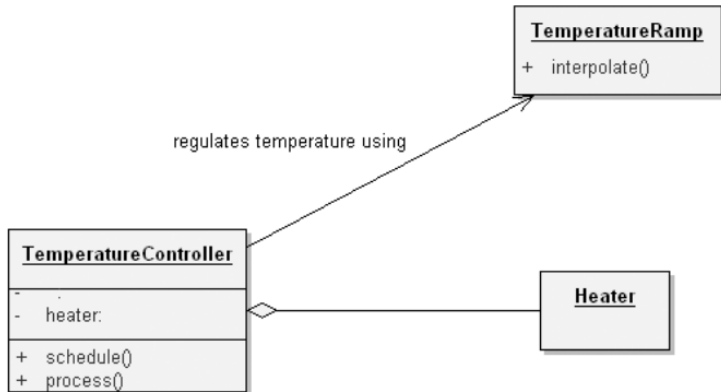 TemperatureRamp
+ interpolate()
regulates temperature using
TemperatureController
-
- heater:
+ schedule()
+ process()
Heater